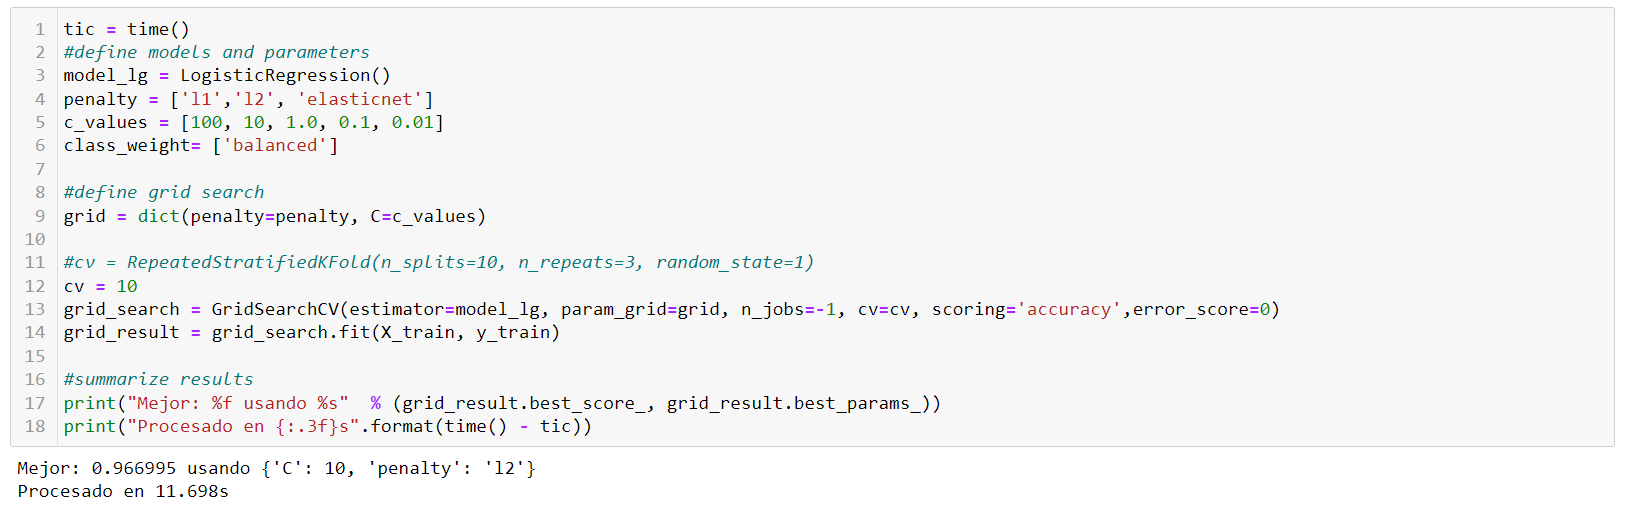 1 tic = time()
2 #define models and parameters
3 model_lg = LogisticRegression()
4 penalty = ['l1','l2', 'elasticnet']
5 c_values = [100, 10, 1.0, 0.1, 0.01]
6 class_weight= ['balanced']
7
8 #define grid search
9 grid = dict(penalty=penalty, C=c_values)
10
11 #cv = RepeatedStratifiedKFold(n_splits=10, n_repeats=3, random_state=1)
12 cv = 10
13 grid_search = GridSearchCV(estimator=model_lg, param_grid=grid, n_jobs=-1, cv=cv, scoring='accuracy',error_score=0)
14 grid_result = grid_search.fit(X_train, y_train)
15
16 #summarize results
17 print("Mejor: %f usando %s"  % (grid_result.best_score_, grid_result.best_params_))
18 print("Procesado en {:.3f}s".format(time() - tic))
Mejor: 0.966995 usando {'C': 10, 'penalty': 'l2'}
Procesado en 11.698s